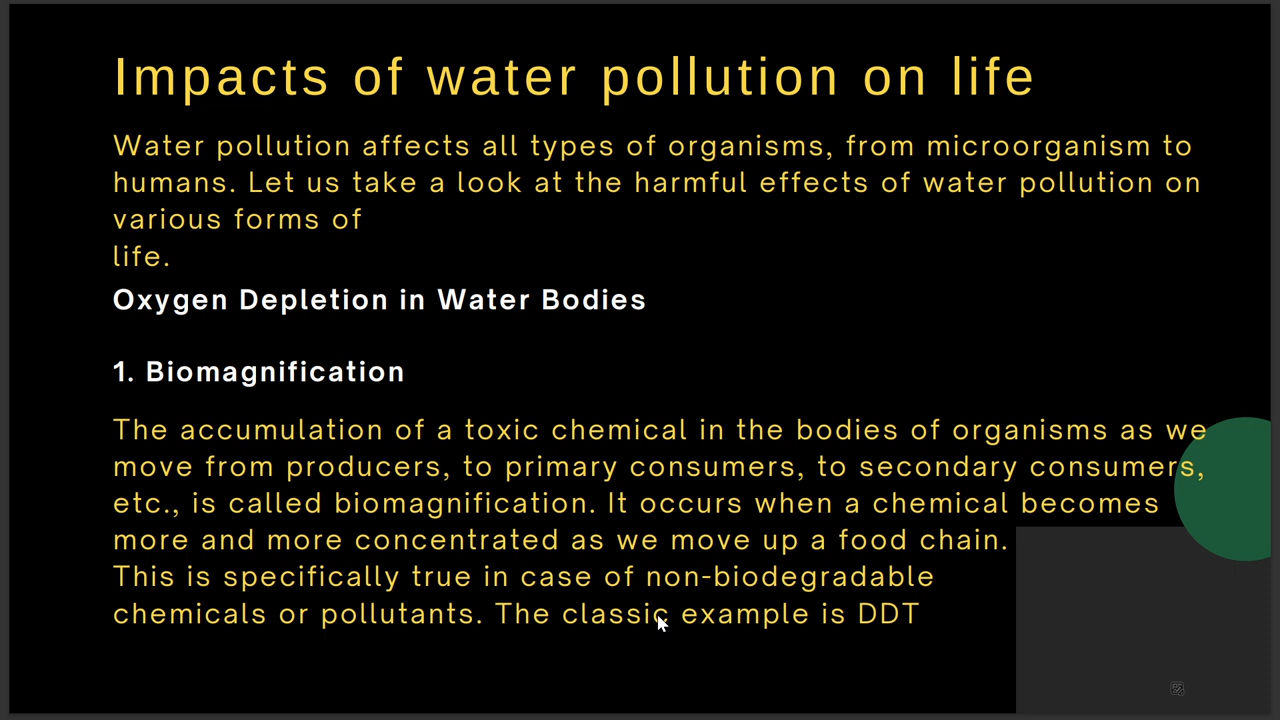 Impacts of water pollution on life
Water pollution affects all types of organisms, from microorganism to
humans. Let us take a look at the harmful effects of water pollution on
various forms of
life.
Oxygen Depletion in Water Bodies
1. Biomagnification
The accumulation of a toxic chemical in the bodies of organisms as we
move from producers, to primary consumers, to secondary consumers,
etc., is called biomagnification. It occurs when a chemical becomes
more and more concentrated as we move up a food chain.
This is specifically true in case of non-biodegradable
chemicals or pollutants. The classic example is DDT